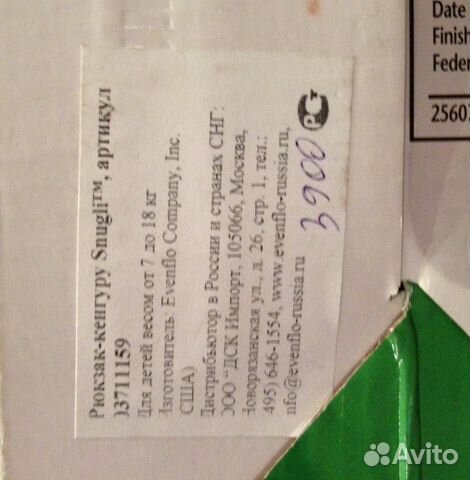 Рюкзак-кенгуру Snugli™, артикул
03711159
Для детей весом от 7 до 18 кг
Изготовитель: Evenflo Company, Inc.
(США)
Дистрибьютор в России и странах СНГ:
ООО "ДСК Импорт, 105066, Москва,
Новорязанская ул., д. 26. стр. 1, тел.:
495) 646-1554, www.evenflo-russia.ru,
info@evenflo-russia.ru
3900
РСТ
Date
Finish
Feder
2560
Avito